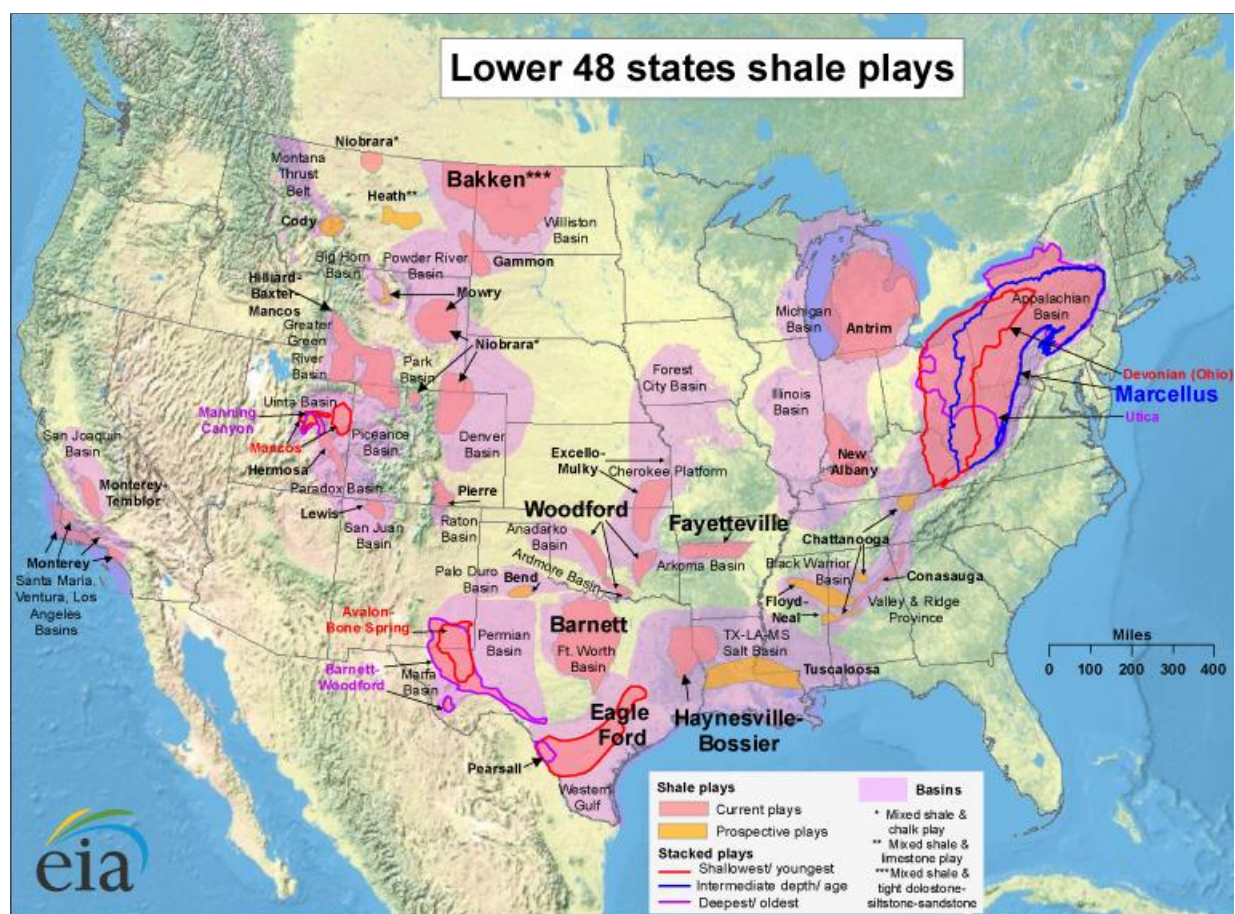 Lower 48 states shale plays
Niobrara*
Montana
Thrust
Belt
Bakken***
Heath**
Cody
Williston
Basin
Big Horn
Basin
Powder River
Basin
Gammon
Hilliard-
Baxter-
Mancos
Mowry
Greater
Green
River
Basin
Niobrara*
Park
Basin
Michigan
Basin
Antrim
Appalachian
Basin
Devonian (Ohio)
Marcellus
Utica
Forest
City Basin
Illinois
Basin
Uinta Basin
Manning
Canyon
Mancos
Piceance
Basin
Denver
Basin
San Joaquin
Basin
Hermosa
Paradox Basin
Excello-
Mulky
Cherokee Platform
New
Albany
Monterey-
Temblor
Lewis
San Juan
Basin
Pierre
Raton
Basin
Woodford
Anadarko
Basin
Fayetteville
Arkoma Basin
Ardmore Basin
Chattanooga
Black Warrior
Basin
Conasauga
Monterey
Santa Maria,
Ventura, Los
Angeles
Basins
Palo Duro
Basin
Bend
Floyd-
Neal
Valley & Ridge
Province
Avalon-
Bone Spring
Permian
Basin
Barnett
Ft. Worth
Basin
TX-LA-MS
Salt Basin
Tuscaloosa
Barnett-
Woodford
Marfa
Basin
Eagle
Ford
Haynesville-
Bossier
Pearsall
Western
Gulf
Miles
0 100 200 300 400
Shale plays
Current plays
Prospective plays
Stacked plays
Shallowest/ youngest
Intermediate depth/ age
Deepest/ oldest
Basins
* Mixed shale &
chalk play
** Mixed shale &
limestone play
***Mixed shale &
tight dolostone-
siltstone-sandstone
eia